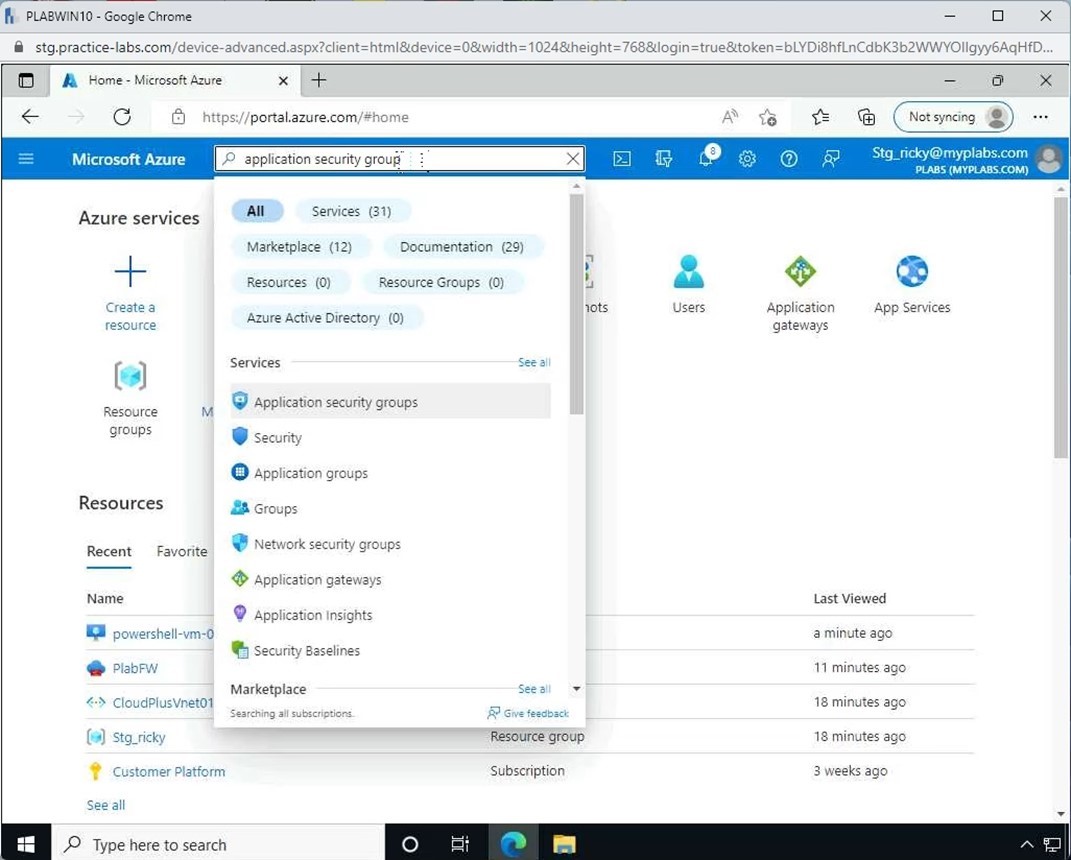 PLABWIN10 - Google Chrome
stg.practice-labs.com/device-advanced.aspx?client=html&device=0&width=1024&height=768&login=true&token=
Home - Microsoft Azure
https://portal.azure.com/#home
Not syncing
Microsoft Azure
application security group
8
Stg_ricky@myplabs.com
PLABS (MYPLABS.COM)
Azure services
Create a
resource
Resource
groups
M
All
Services (31)
Marketplace (12)
Documentation (29)
Resources (0)
Resource Groups (0)
Azure Active Directory (0)
Services
See all
Application security groups
Security
Application groups
Groups
Network security groups
Application gateways
Application Insights
Security Baselines
Marketplace
See all
Searching all subscriptions.
Give feedback
hots
Users
Application
gateways
App Services
Resources
Recent
Favorite
Name
Last Viewed
powershell-vm-0
a minute ago
PlabFW
11 minutes ago
CloudPlusVnet01
18 minutes ago
Stg_ricky
Resource group
18 minutes ago
Customer Platform
Subscription
3 weeks ago
See all
Type here to search